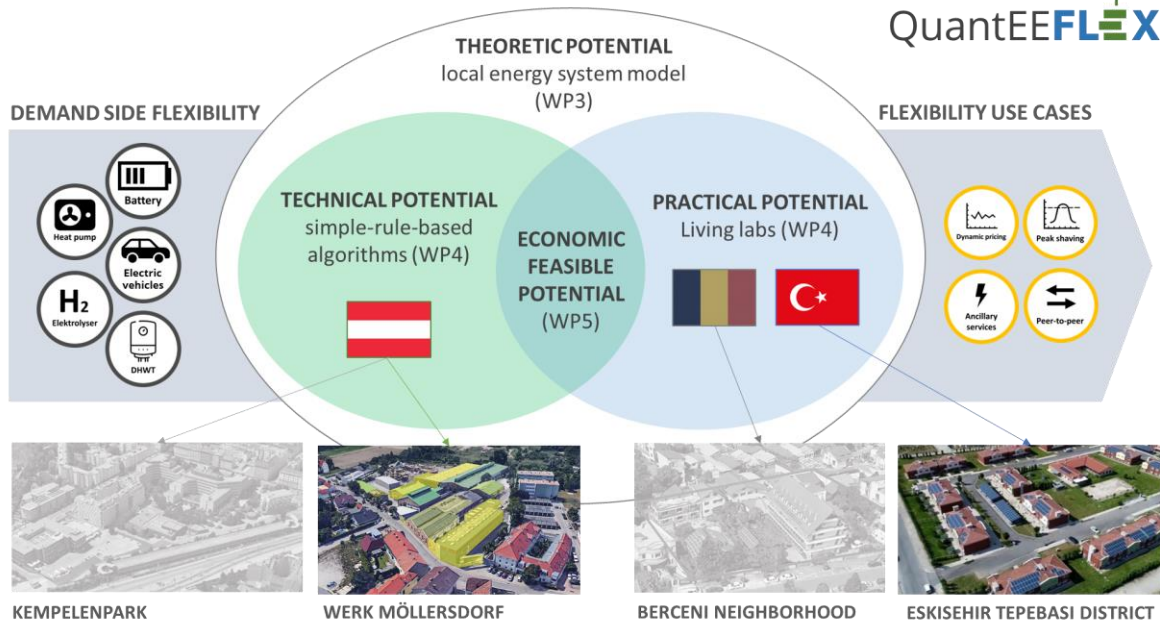 QuantEEFLEX
THEORETIC POTENTIAL
local energy system model
(WP3)
DEMAND SIDE FLEXIBILITY
FLEXIBILITY USE CASES
Battery
Heat pump
Electric
vehicles
H2
Elektrolyser
DHWT
TECHNICAL POTENTIAL
simple-rule-based
algorithms (WP4)
ECONOMIC
FEASIBLE
POTENTIAL
(WP5)
PRACTICAL POTENTIAL
Living labs (WP4)
Dynamic pricing
Peak shaving
Ancillary
services
Peer-to-peer
KEMPELENPARK
WERK MÖLLERSDORF
BERCENI NEIGHBORHOOD
ESKISEHIR TEPEBASI DISTRICT